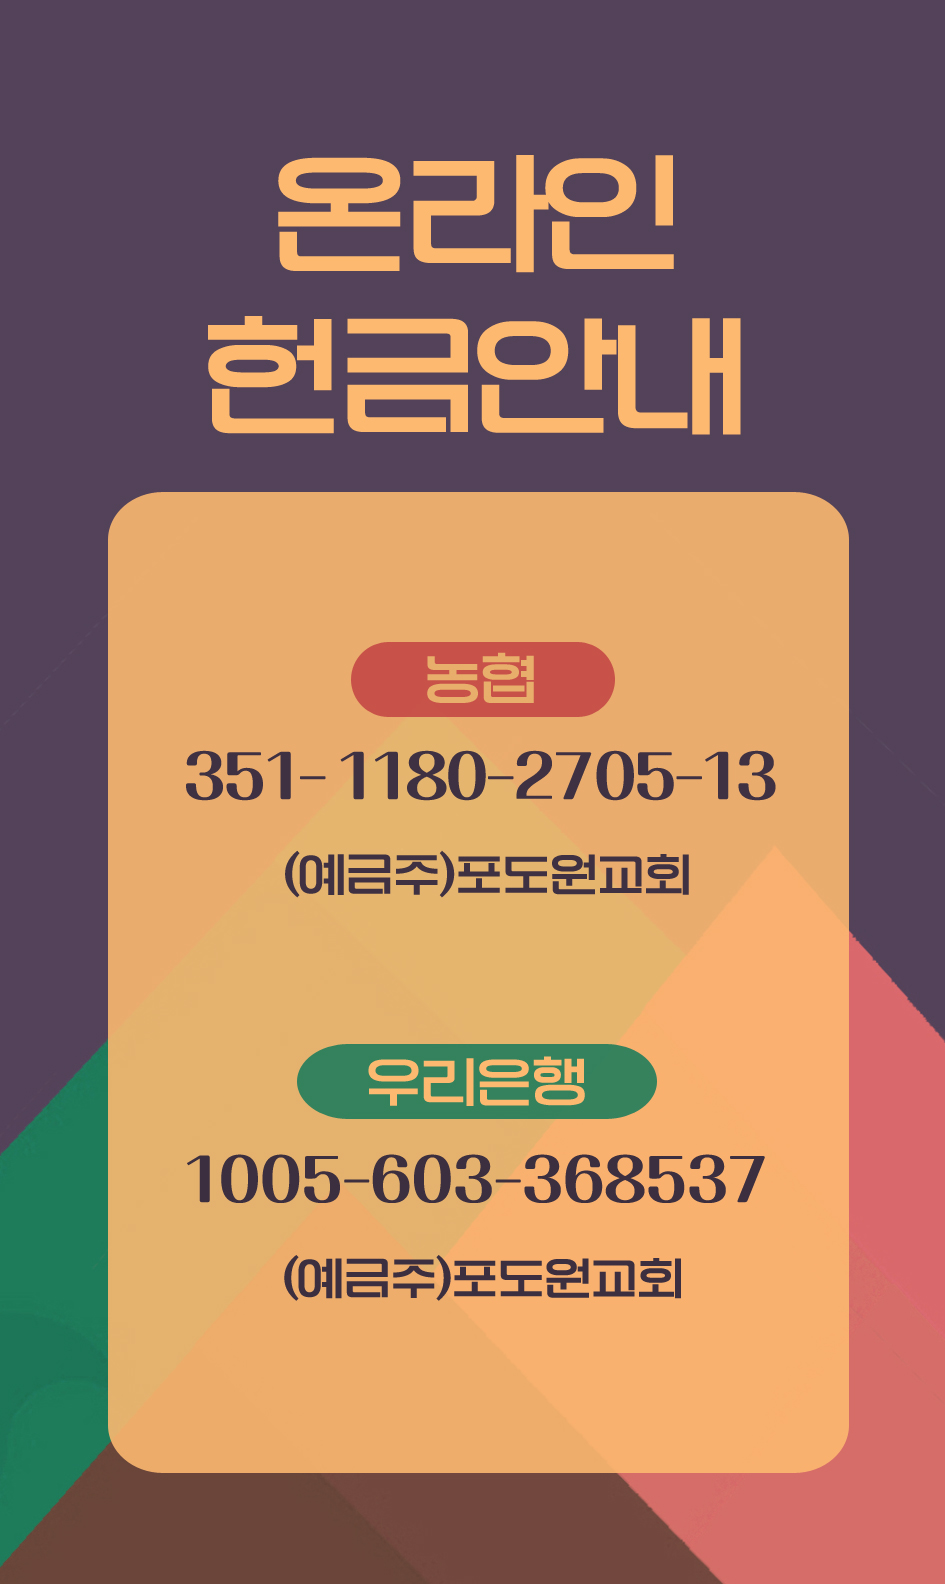 온라인
헌금안내
농협
351- 1180-2705-13
(예금주)포도원교회
우리은행
1005-603-368537
(예금주)포도원교회